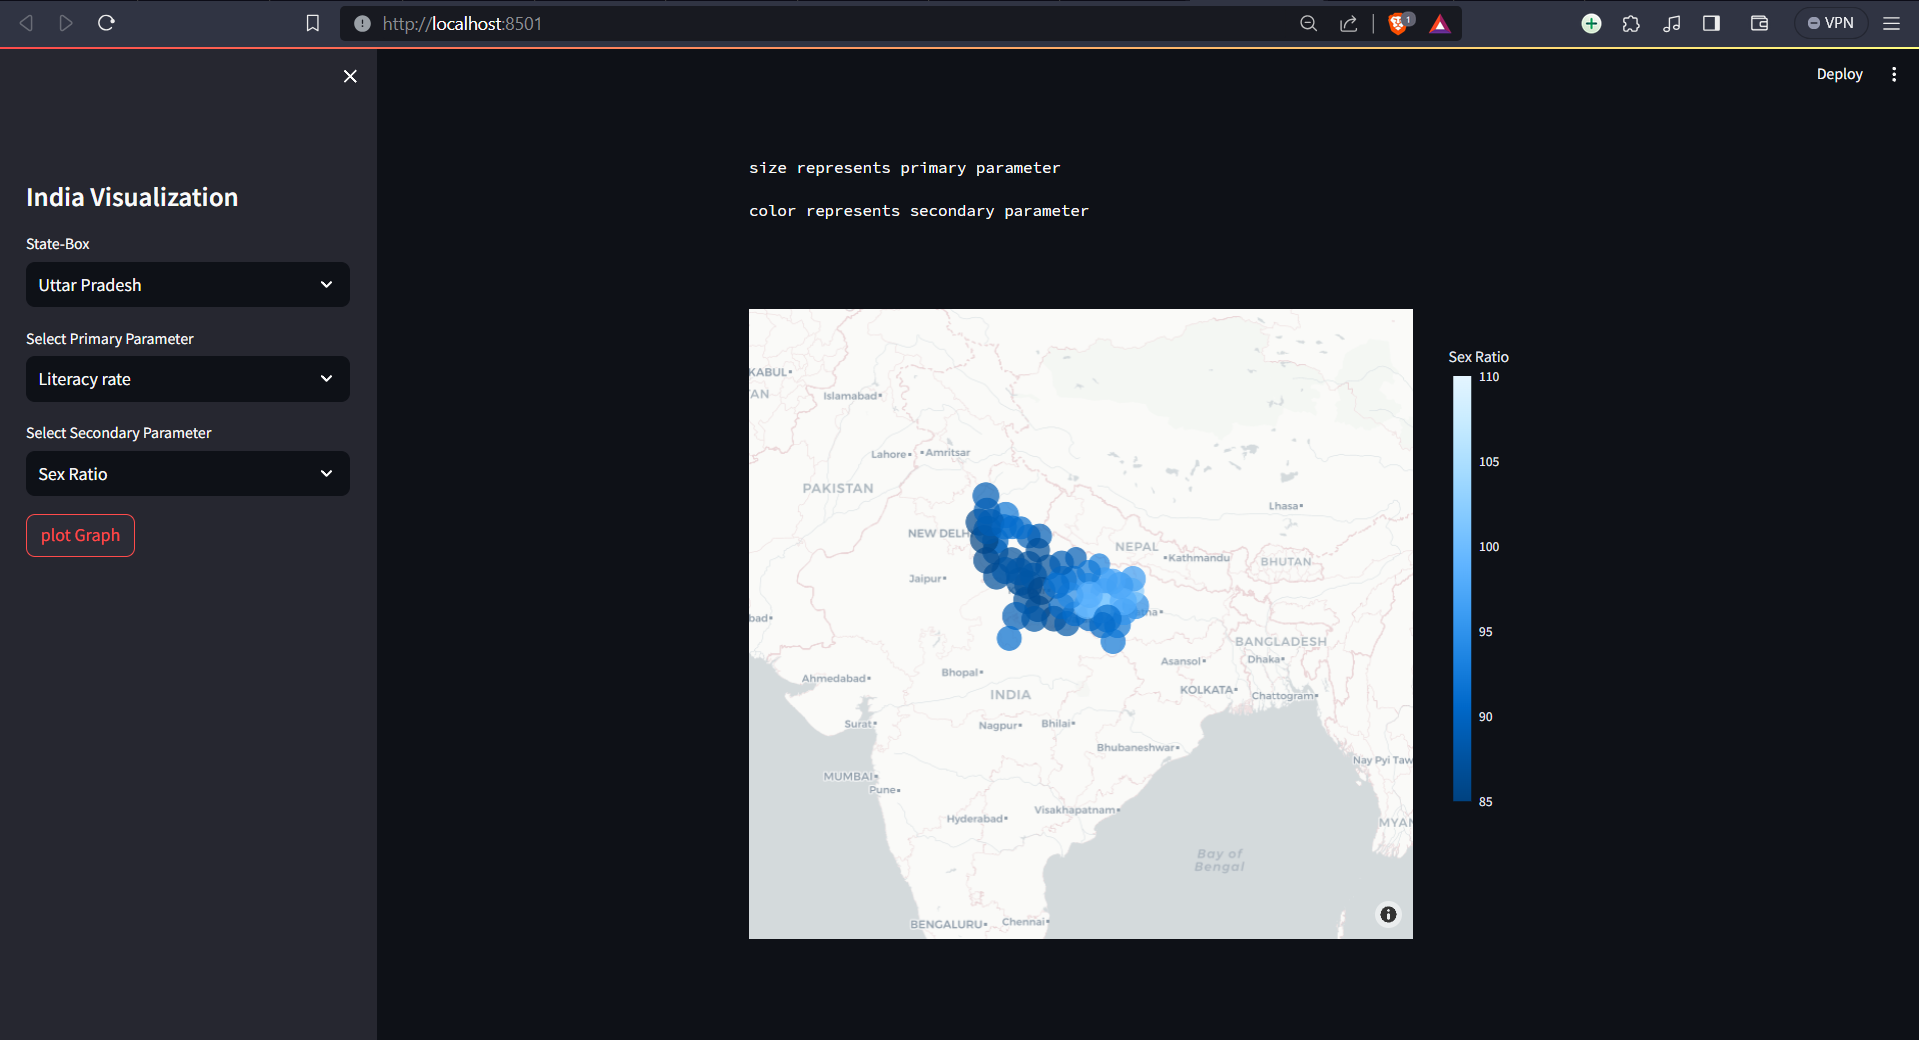 http://localhost:8501
1
VPN
Deploy
India Visualization
State-Box
Uttar Pradesh
Select Primary Parameter
Literacy rate
Select Secondary Parameter
Sex Ratio
plot Graph
size represents primary parameter
color represents secondary parameter
KABUL
AN
Islamabad
Lahore
Amritsar
PAKISTAN
Lhasa
NEW DELH
NEPAL
Kathmandu
BHUTAN
Jaipur
bad
tna
BANGLADESH
Dhaka
Asansol
Bhopal
Ahmedabad
INDIA
KOLKATA
Chattogram
Surat
Nagpur
Bhilai
Bhubaneshwar
Nay Pyi Taw
MUMBAI
Pune
Visakhapatnam
Hyderabad
MYAN
Bay of
Bengal
BENGALURU
Chennai
Sex Ratio
110
105
100
95
90
85